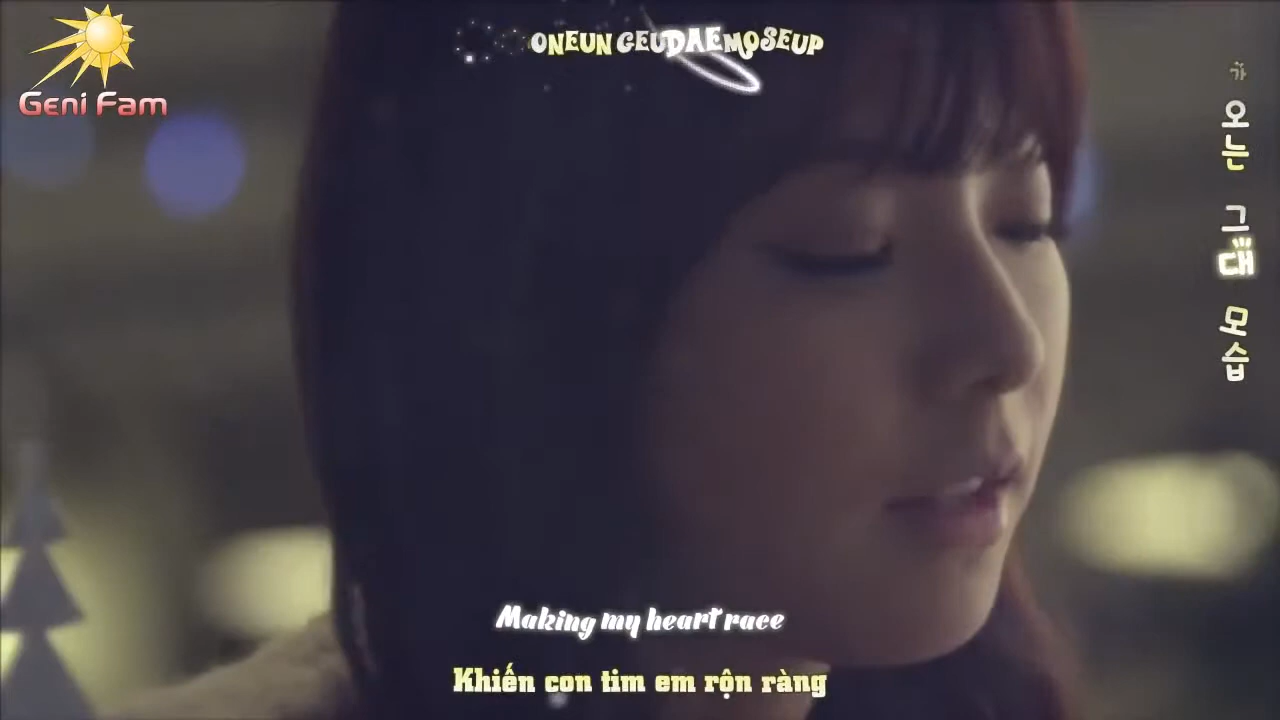 Geni Fam
ONEUN GEUDAEMOSEUP
오는 그대 모습
Making my heart race
Khiến con tim em rộn ràng